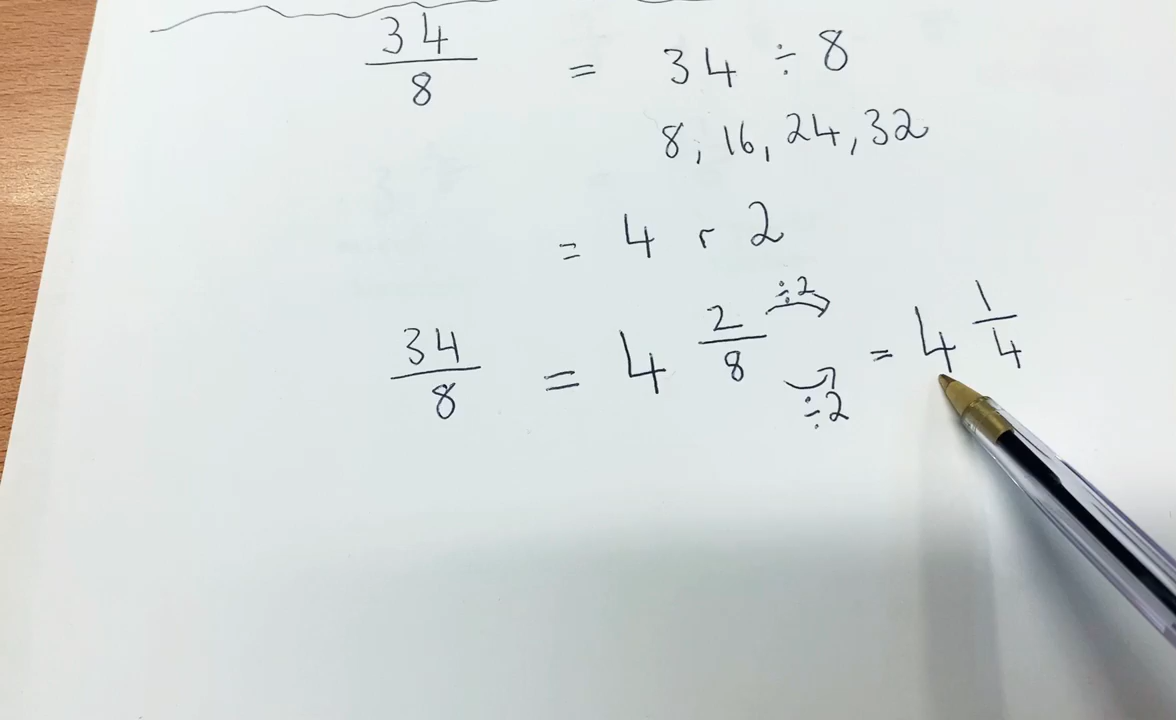 34/8 = 34 ÷ 8
8, 16, 24, 32
= 4 r 2
÷2
34/8 = 4 2/8 = 4 1/4
÷2